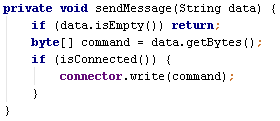 private void sendMessage(String data) {
    if (data.isEmpty()) return;
    byte[] command = data.getBytes();
    if (isConnected()) {
        connector.write(command);
    }
}